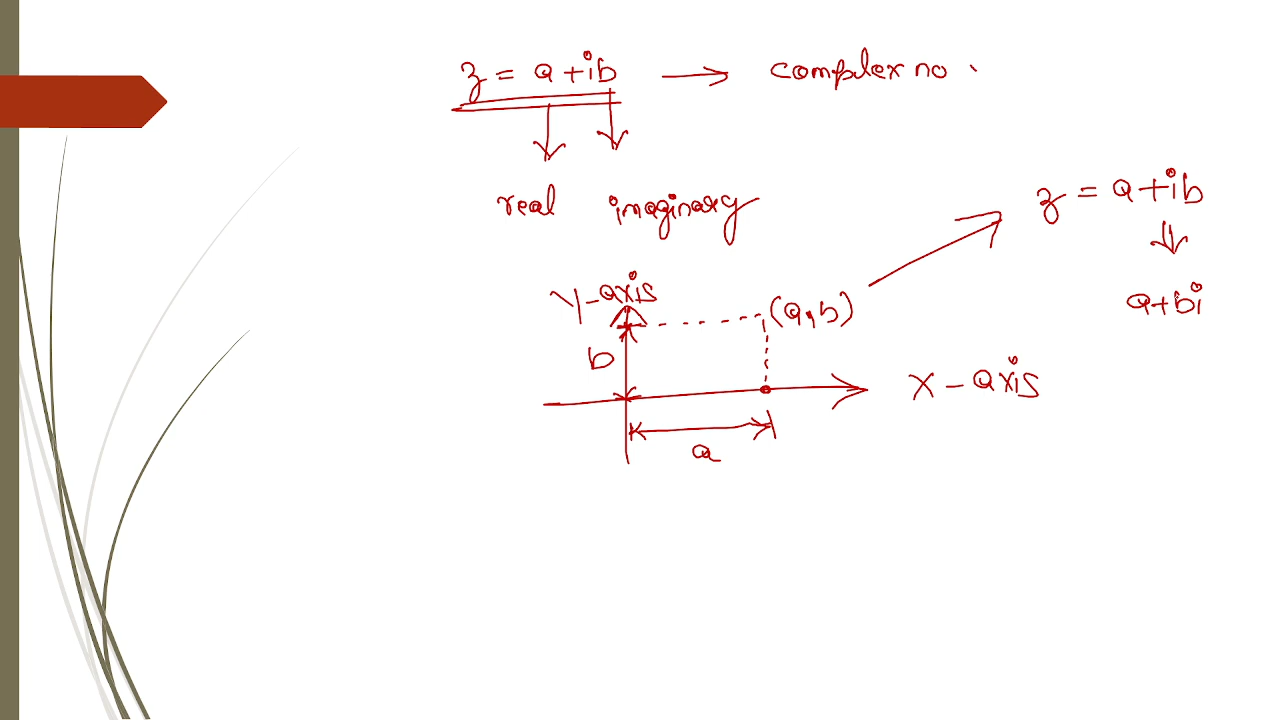 z = a + ib → complex no.
real imaginary
z = a + ib
a + bi
Y - axis
(a, b)
b
X - axis
a